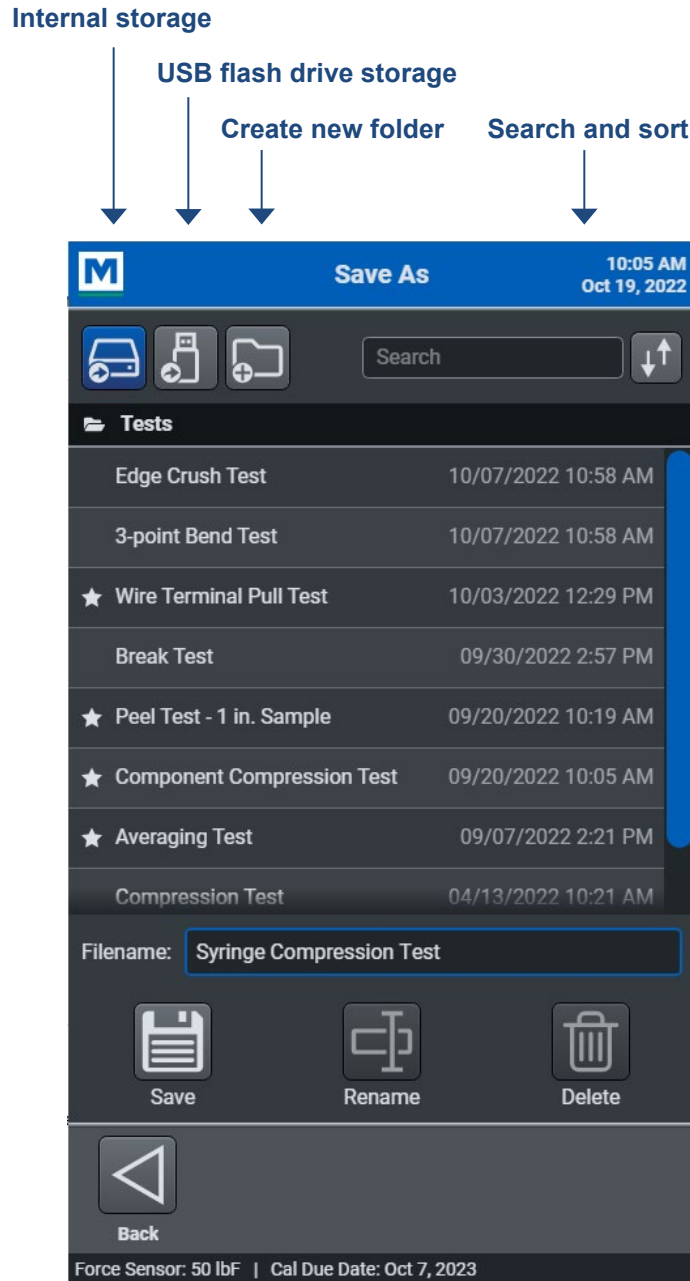 Internal storage
USB flash drive storage
Create new folder Search and sort
M Save As 10:05 AM
Oct 19, 2022
Search
Tests
Edge Crush Test 10/07/2022 10:58 AM
3-point Bend Test 10/07/2022 10:58 AM
Wire Terminal Pull Test 10/03/2022 12:29 PM
Break Test 09/30/2022 2:57 PM
Peel Test - 1 in. Sample 09/20/2022 10:19 AM
Component Compression Test 09/20/2022 10:05 AM
Averaging Test 09/07/2022 2:21 PM
Compression Test 04/13/2022 10:21 AM
Filename: Syringe Compression Test
Save Rename Delete
Back
Force Sensor: 50 lbF | Cal Due Date: Oct 7, 2023